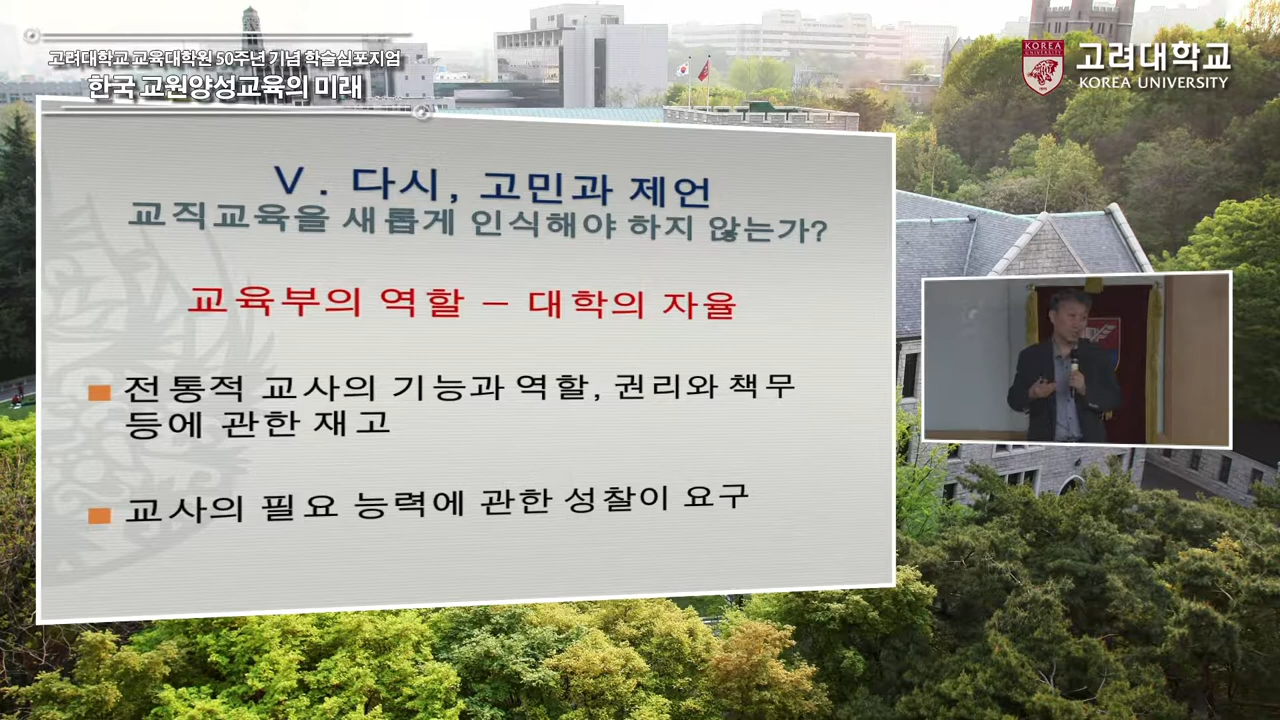 고려대학교 교육대학원 50주년 기념 학술심포지엄
한국 교원양성교육의 미래
KOREA
UNIVERSITY
고려대학교
KOREA UNIVERSITY
Ⅴ. 다시, 고민과 제언
교직교육을 새롭게 인식해야 하지 않는가?
교육부의 역할 – 대학의 자율
전통적 교사의 기능과 역할, 권리와 책무
등에 관한 재고
교사의 필요 능력에 관한 성찰이 요구